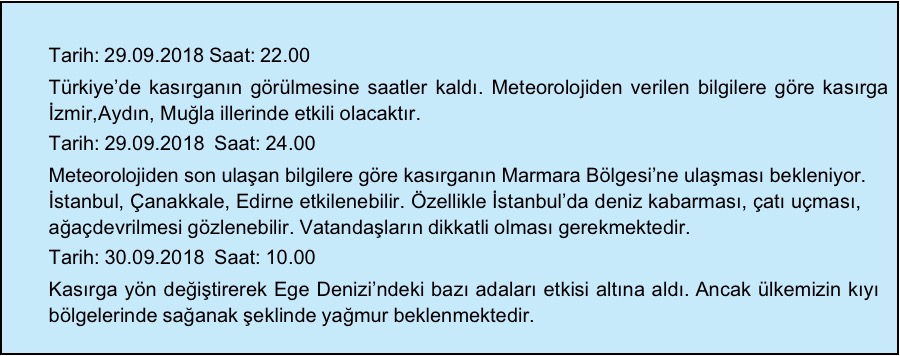 Tarih: 29.09.2018 Saat: 22.00
Türkiye’de kasırganın görülmesine saatler kaldı. Meteorolojiden verilen bilgilere göre kasırga
İzmir,Aydın, Muğla illerinde etkili olacaktır.
Tarih: 29.09.2018 Saat: 24.00
Meteorolojiden son ulaşan bilgilere göre kasırganın Marmara Bölgesi’ne ulaşması bekleniyor.
İstanbul, Çanakkale, Edirne etkilenebilir. Özellikle İstanbul’da deniz kabarması, çatı uçması,
ağaçdevrilmesi gözlenebilir. Vatandaşların dikkatli olması gerekmektedir.
Tarih: 30.09.2018 Saat: 10.00
Kasırga yön değiştirerek Ege Denizi’ndeki bazı adaları etkisi altına aldı. Ancak ülkemizin kıyı
bölgelerinde sağanak şeklinde yağmur beklenmektedir.